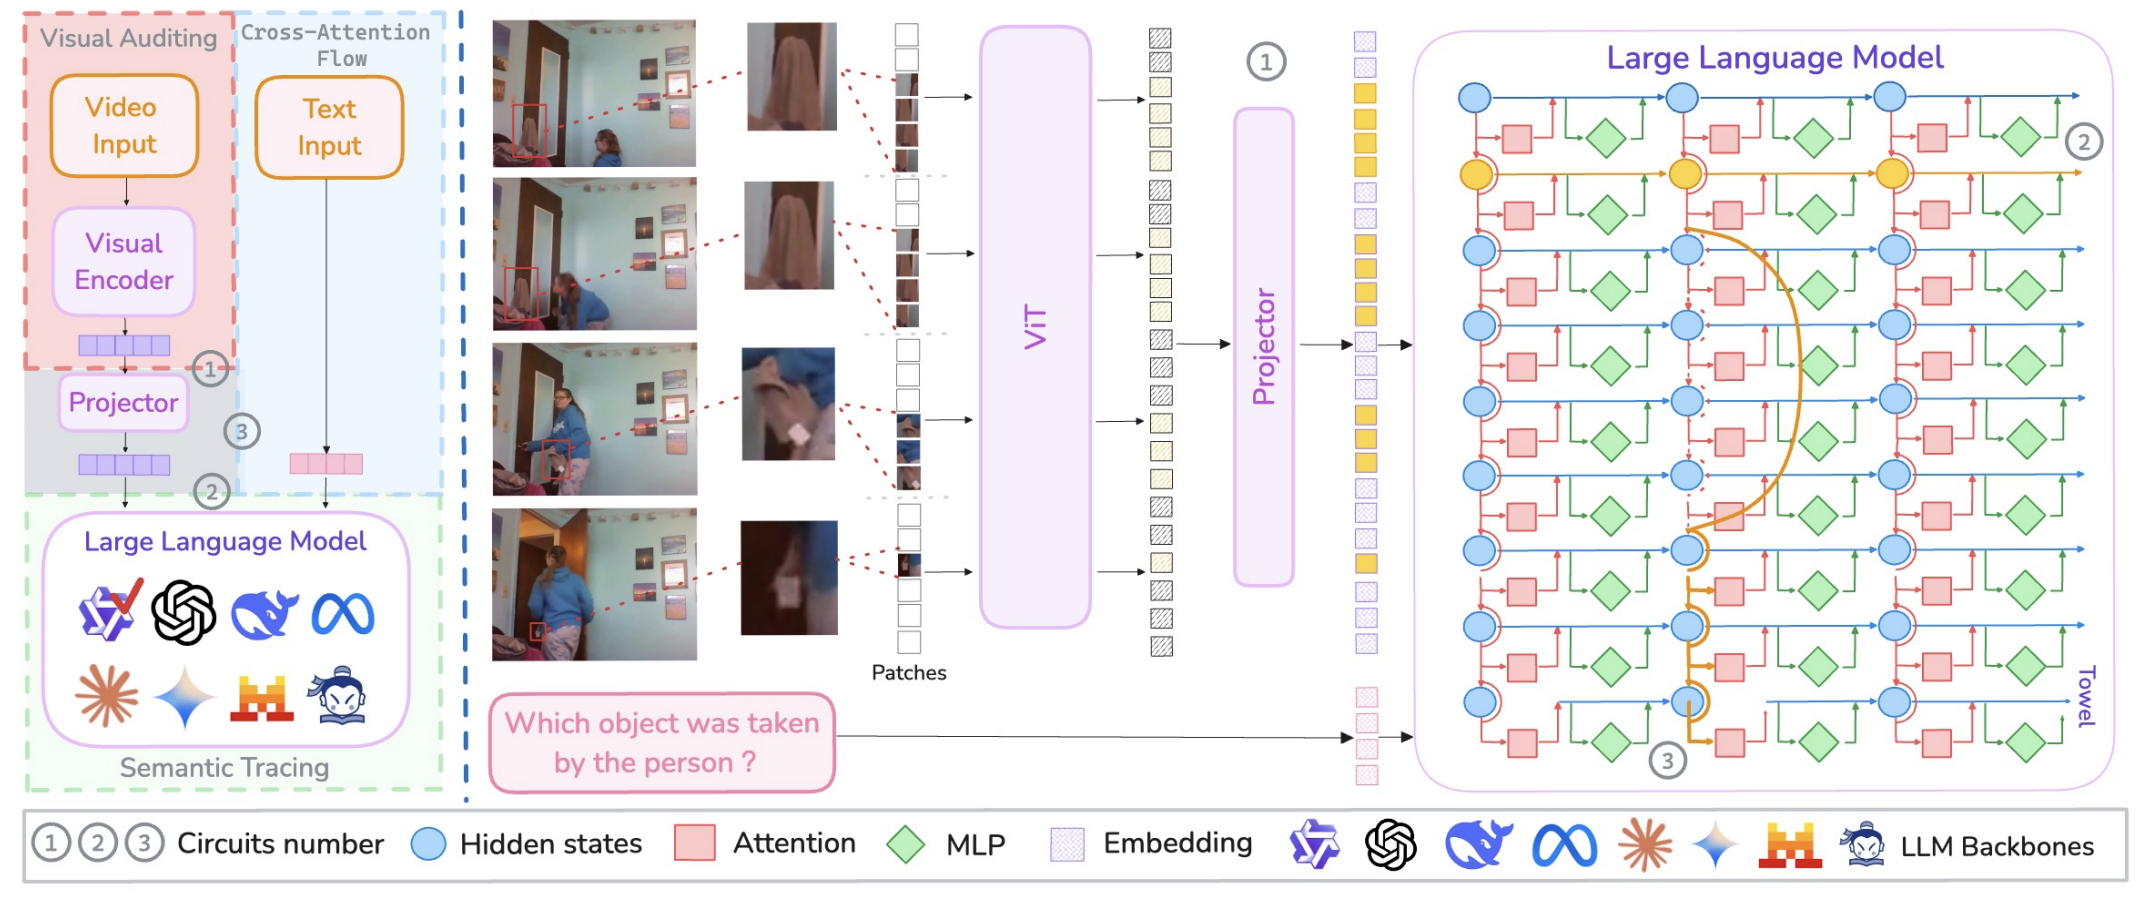 Visual Auditing
Cross-Attention
Flow
Video
Input
Text
Input
Visual
Encoder
1
Projector
3
2
Large Language Model
Semantic Tracing
Patches
ViT
1
Projector
Which object was taken
by the person ?
Large Language Model
2
Towel
3
1 2 3 Circuits number
Hidden states
Attention
MLP
Embedding
LLM Backbones